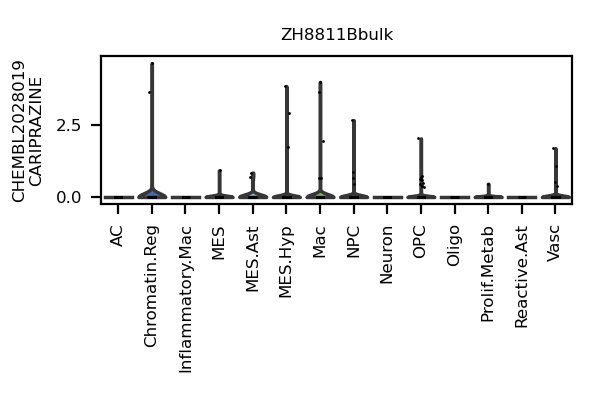 ZH8811Bbulk
CHEMBL2028019
CARIPRAZINE
2.5
0.0
AC
Chromatin.Reg
Inflammatory.Mac
MES
MES.Ast
MES.Hyp
Mac
NPC
Neuron
OPC
Oligo
Prolif.Metab
Reactive.Ast
Vasc